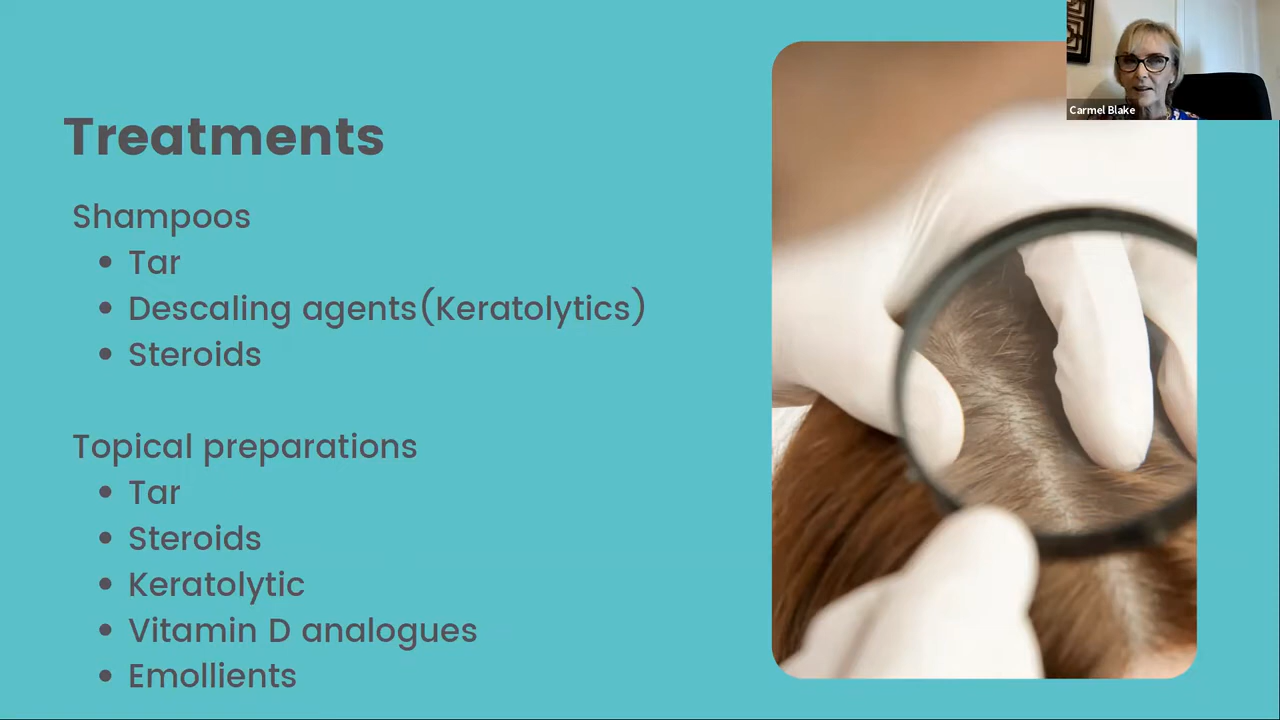 Treatments
Shampoos
• Tar
• Descaling agents(Keratolytics)
• Steroids
Topical preparations
• Tar
• Steroids
• Keratolytic
• Vitamin D analogues
• Emollients
Carmel Blake